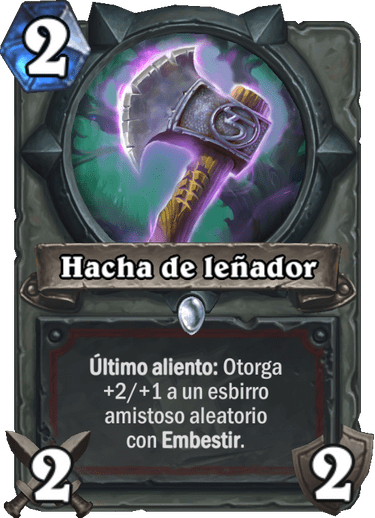 2
Hacha de leñador
Último aliento: Otorga
+2/+1 a un esbirro
amistoso aleatorio
con Embestir.
2
2